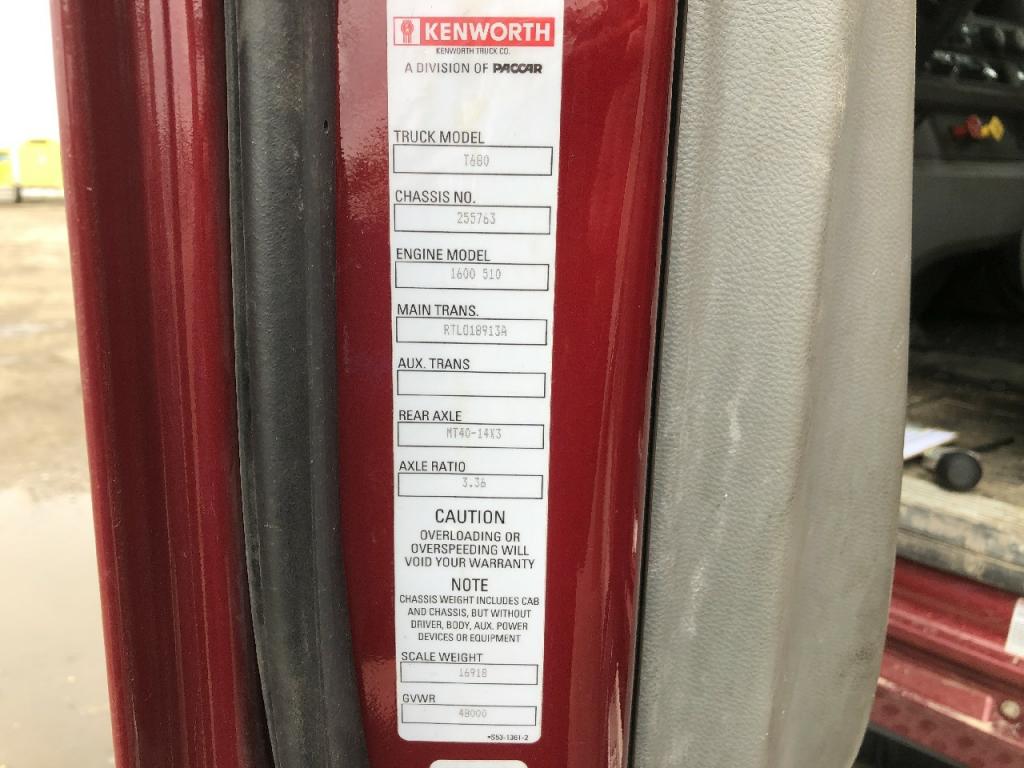 KENWORTH
KENWORTH TRUCK CO.
A DIVISION OF PACCAR
TRUCK MODEL
T680
CHASSIS NO.
255763
ENGINE MODEL
1600 510
MAIN TRANS.
RTLO18913A
AUX. TRANS
REAR AXLE
MT40-14X3
AXLE RATIO
3.36
CAUTION
OVERLOADING OR
OVERSPEEDING WILL
VOID YOUR WARRANTY
NOTE
CHASSIS WEIGHT INCLUDES CAB
AND CHASSIS, BUT WITHOUT
DRIVER, BODY, AUX. POWER
DEVICES OR EQUIPMENT
SCALE WEIGHT
16918
GVWR
48000
*S53-1361-2